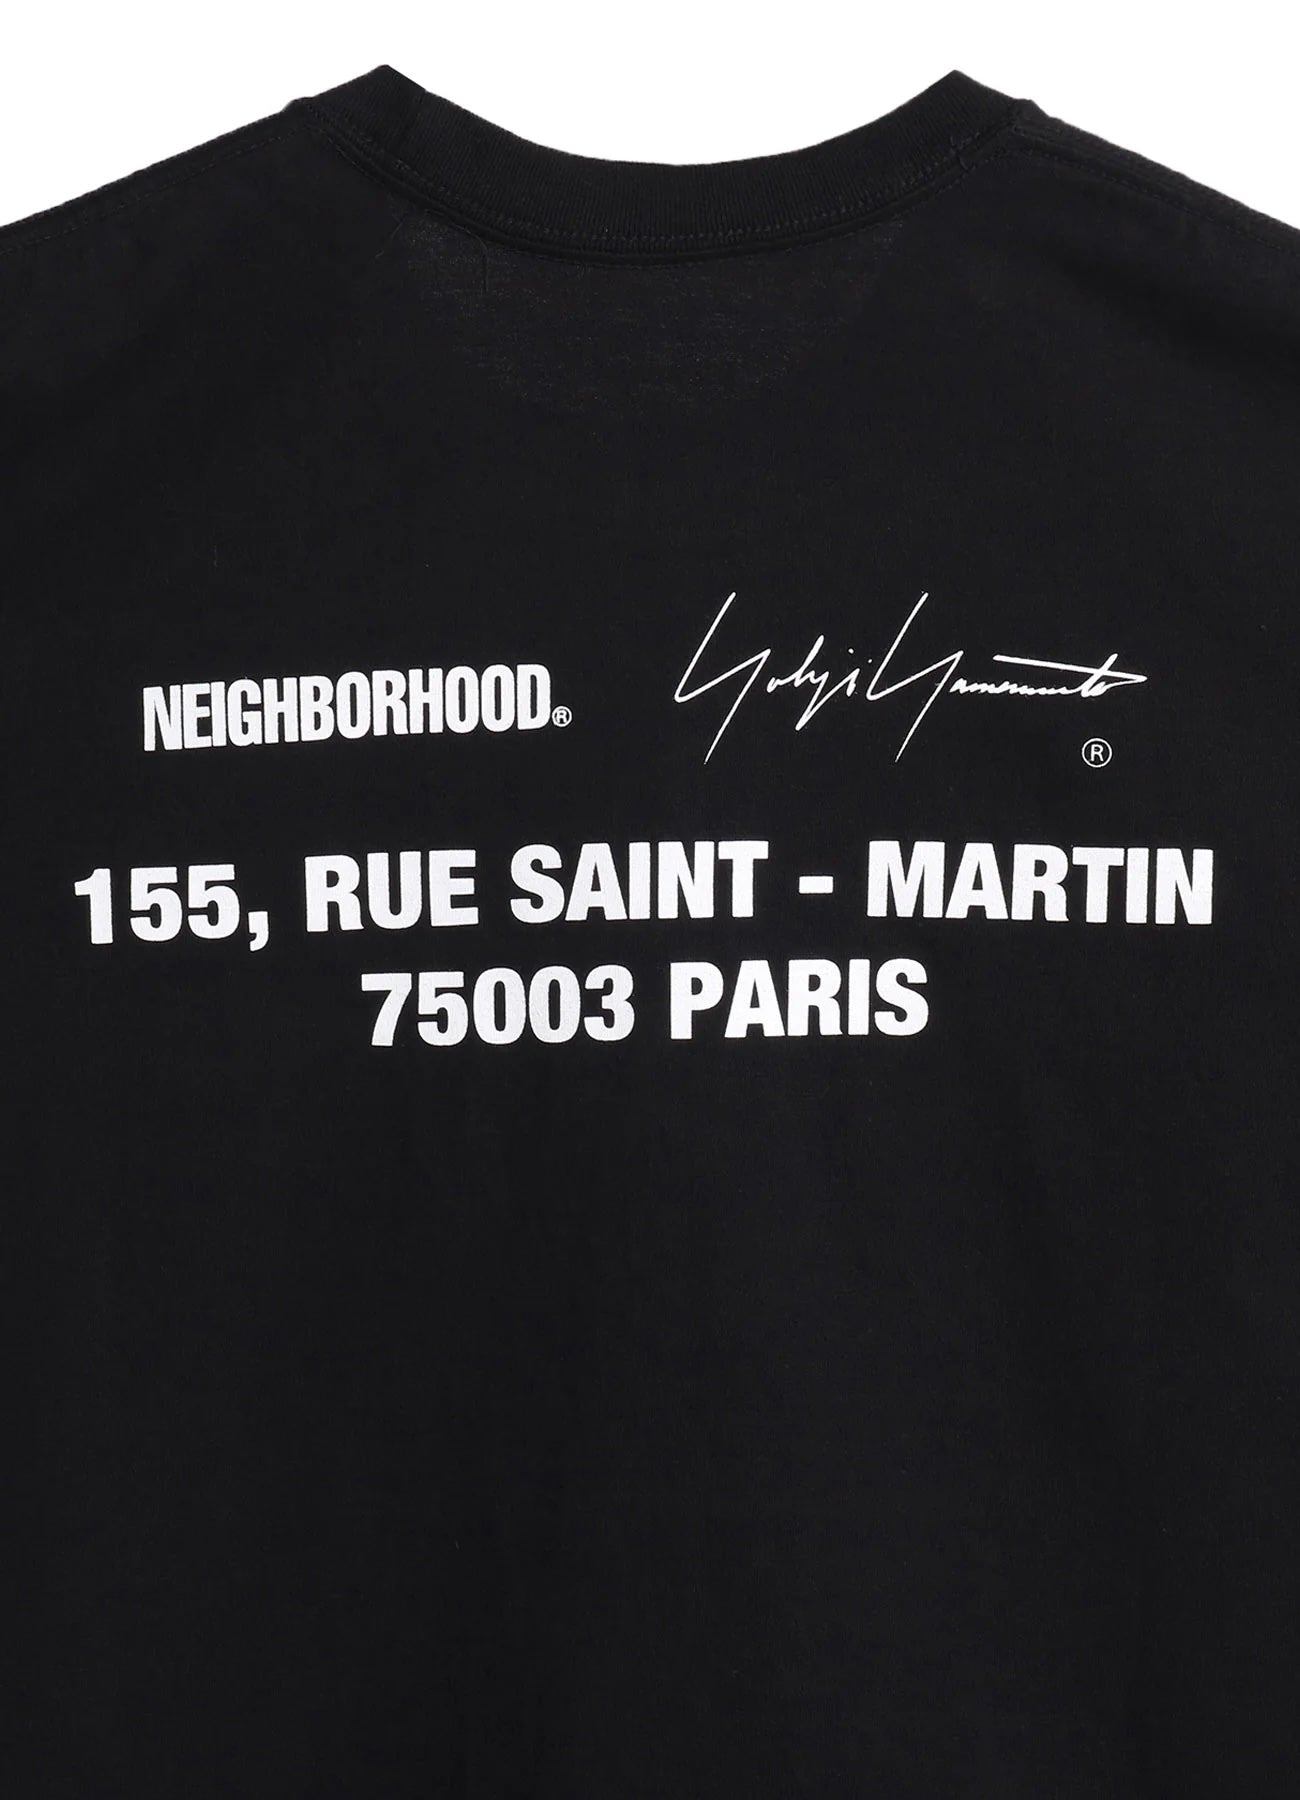 NEIGHBORHOOD® Yohji Yamamoto ®
155, RUE SAINT - MARTIN
75003 PARIS